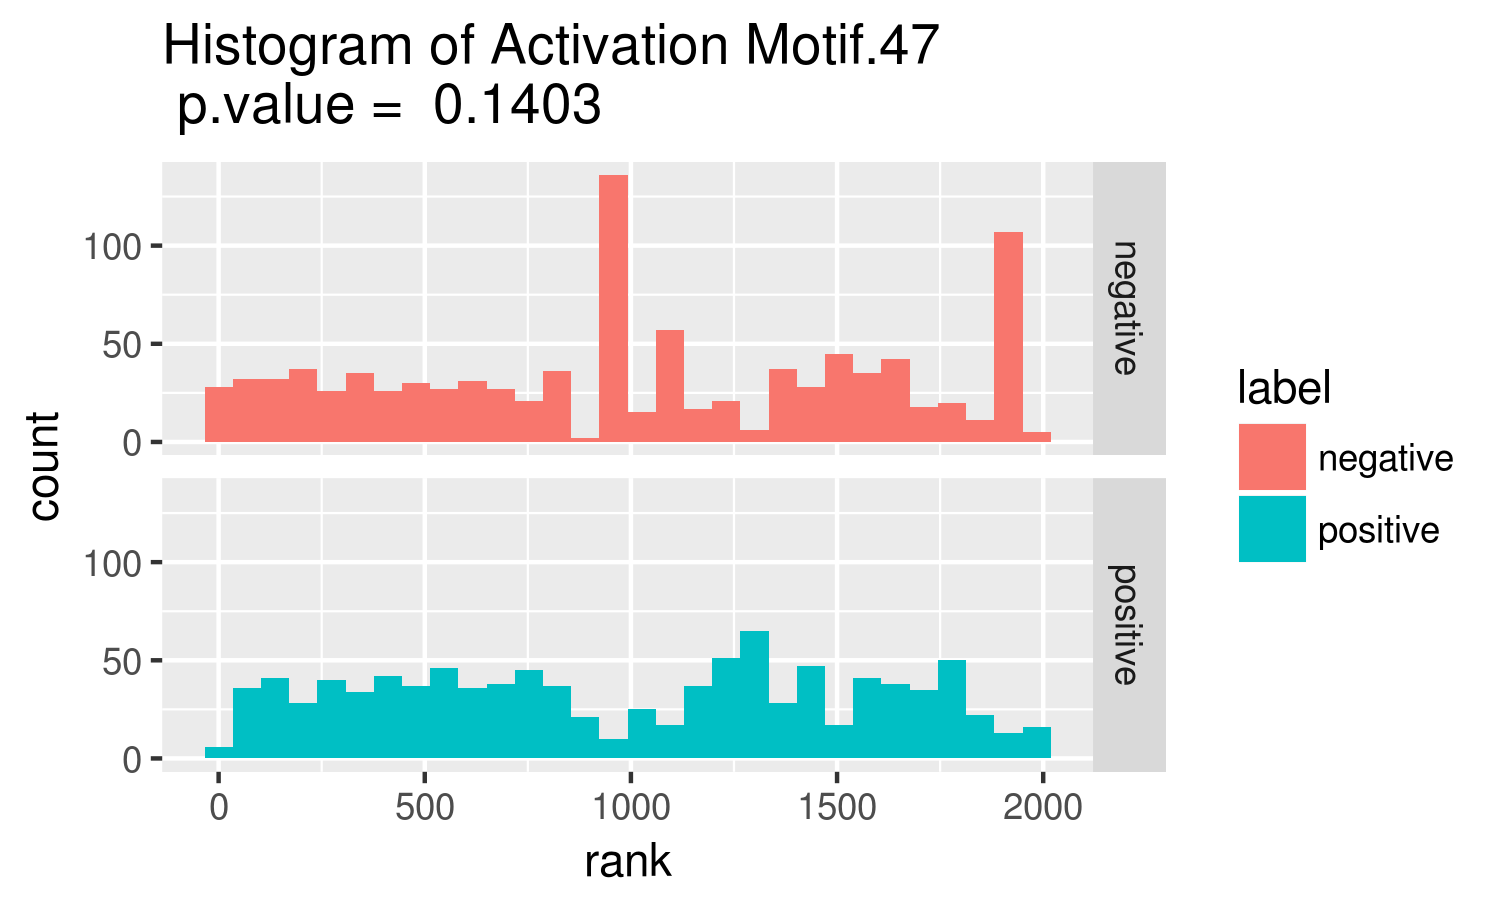 Histogram of Activation Motif.47
p.value = 0.1403
100
50
0
negative
count
100
50
0
positive
0 500 1000 1500 2000
rank
label
negative
positive